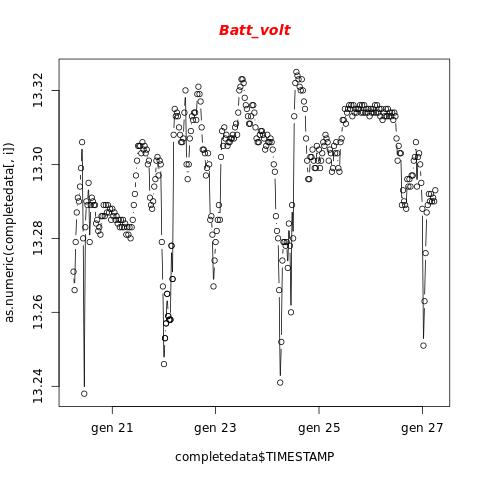 Batt_volt
as.numeric(completedata[, i])
13.32
13.30
13.28
13.26
13.24
gen 21
gen 23
gen 25
gen 27
completedata$TIMESTAMP